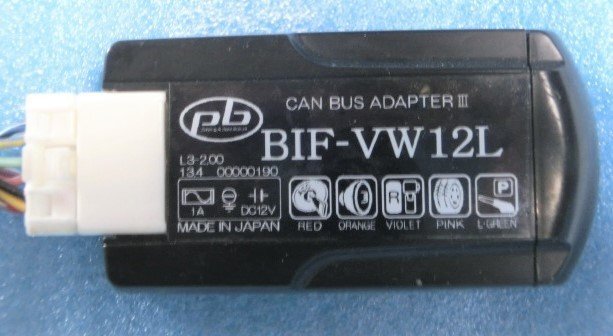 pb
CAN BUS ADAPTER III
BIF-VW12L
L3-2.00
13.4 00000190
1A DC12V
R P
MADE IN JAPAN RED ORANGE VIOLET PINK L·GREEN